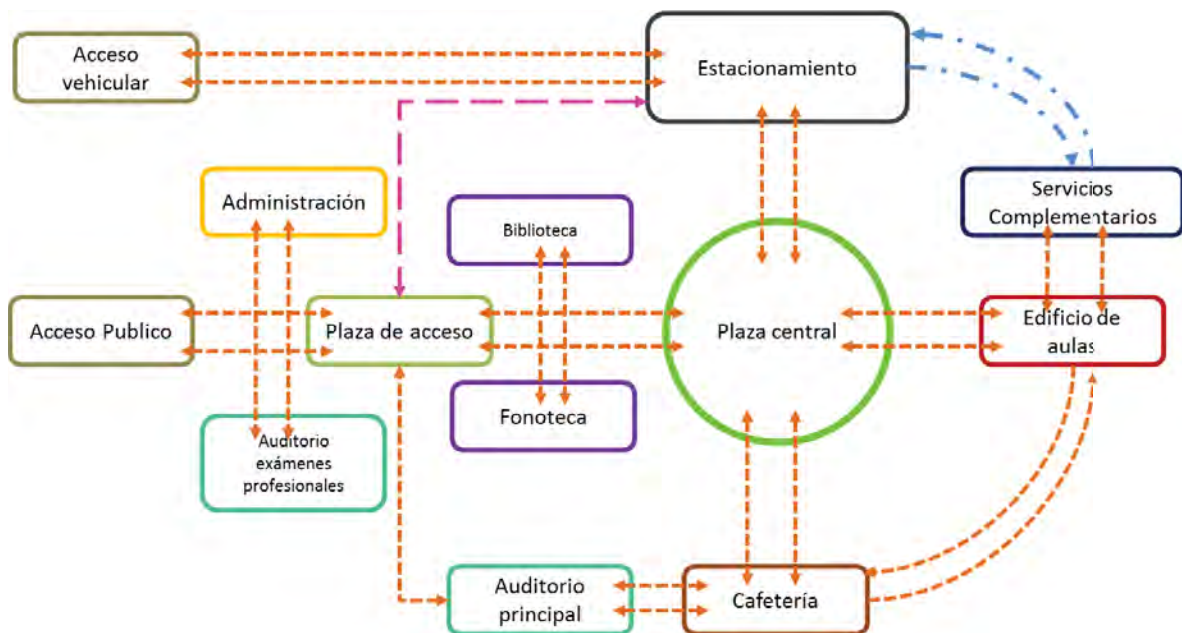 Acceso
vehicular
Estacionamiento
Administración
Biblioteca
Servicios
Complementarios
Acceso Publico
Plaza de acceso
Plaza central
Edificio de
aulas
Fonoteca
Auditorio
exámenes
profesionales
Auditorio
principal
Cafetería